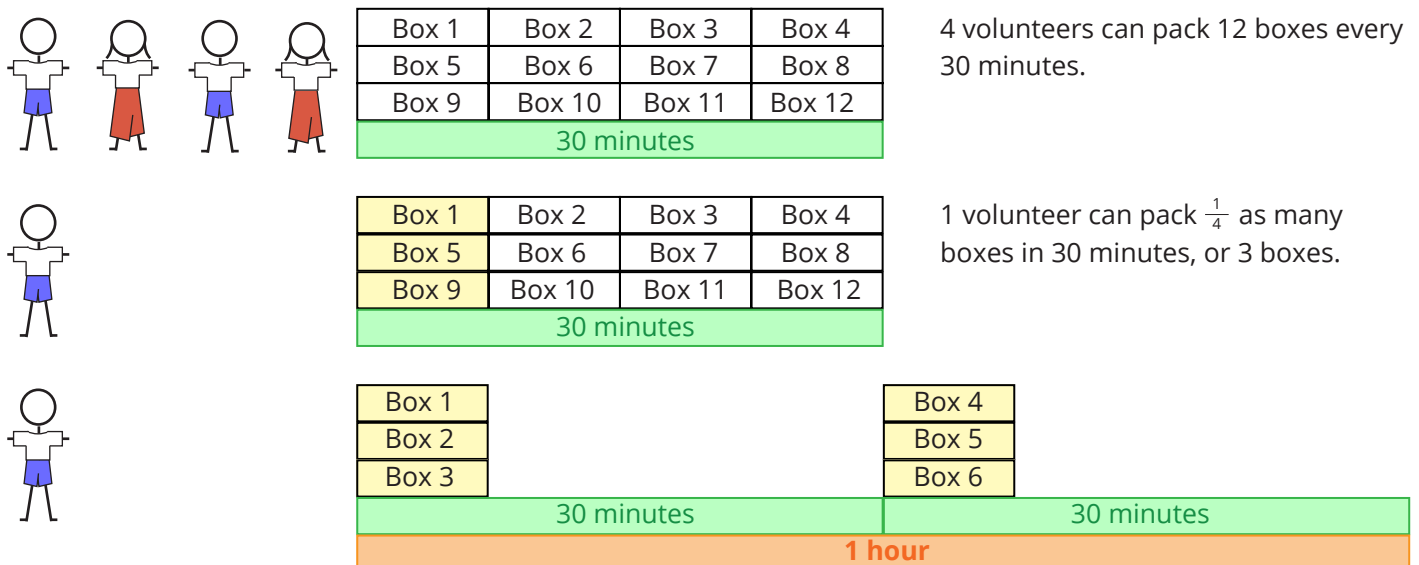 Box 1 Box 2 Box 3 Box 4
Box 5 Box 6 Box 7 Box 8
Box 9 Box 10 Box 11 Box 12
30 minutes
4 volunteers can pack 12 boxes every
30 minutes.
Box 1 Box 2 Box 3 Box 4
Box 5 Box 6 Box 7 Box 8
Box 9 Box 10 Box 11 Box 12
30 minutes
1 volunteer can pack 1/4 as many
boxes in 30 minutes, or 3 boxes.
Box 1 Box 4
Box 2 Box 5
Box 3 Box 6
30 minutes 30 minutes
1 hour